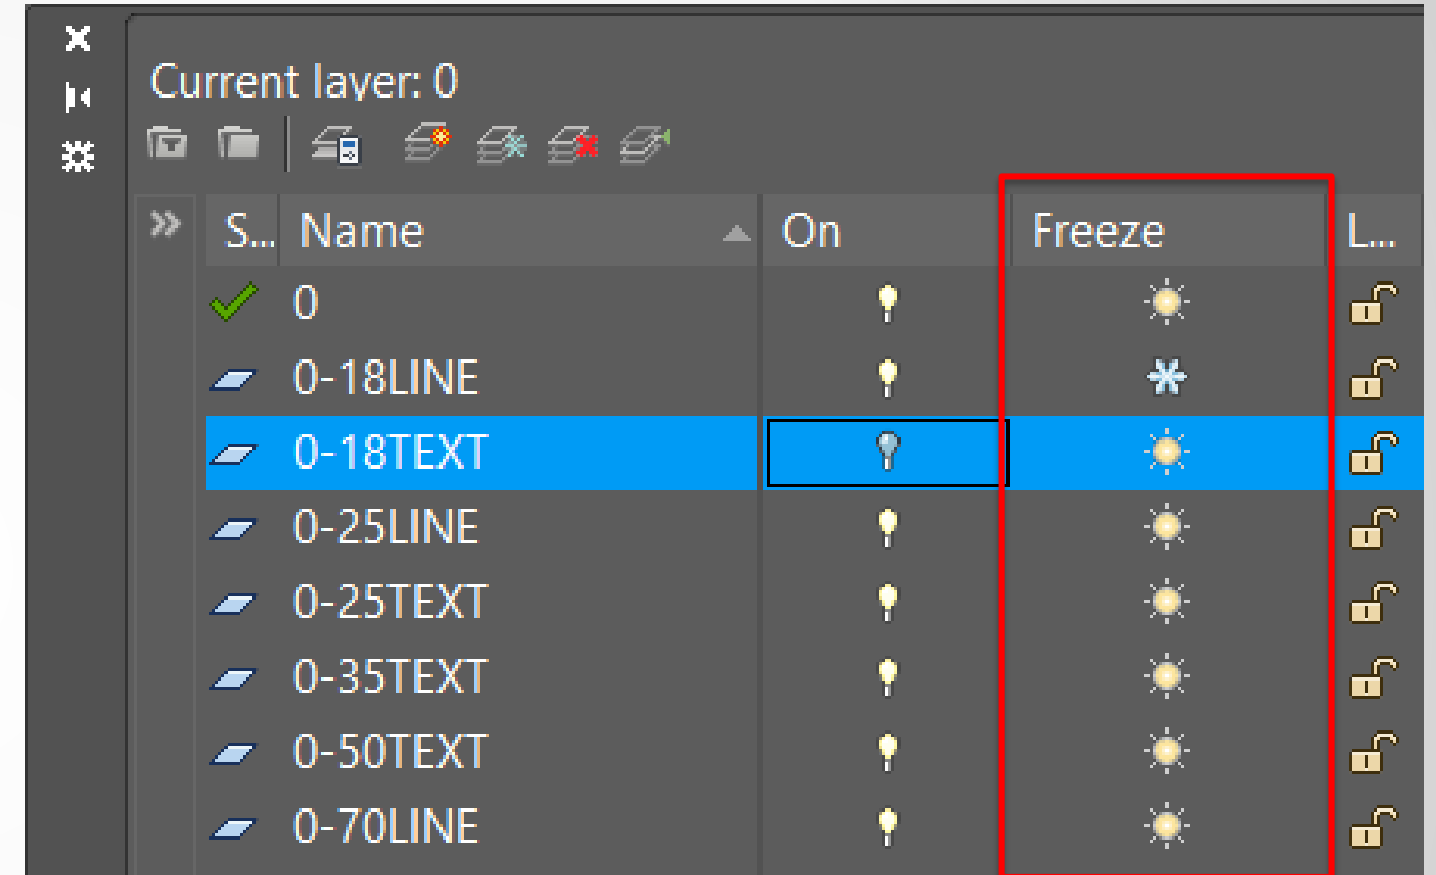 Current layer: 0
S... Name On Freeze L...
0
0-18LINE
0-18TEXT
0-25LINE
0-25TEXT
0-35TEXT
0-50TEXT
0-70LINE